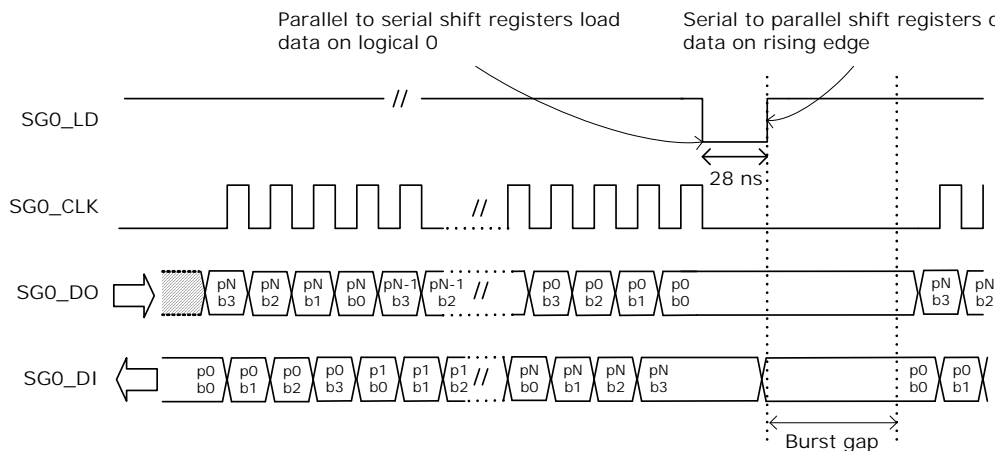 Parallel to serial shift registers load
data on logical 0
Serial to parallel shift registers
data on rising edge
//
SG0_LD
28 ns
SG0_CLK
//
SG0_DO
pN b3 pN b2 pN b1 pN b0 pN-1 b3 pN-1 b2 // p0 b3 p0 b2 p0 b1 p0 b0 pN b3 pN b2
SG0_DI
p0 b0 p0 b1 p0 b2 p0 b3 p1 b0 p1 b1 p1 b2 // pN b0 pN b1 pN b2 pN b3 p0 b0 p0 b1
Burst gap